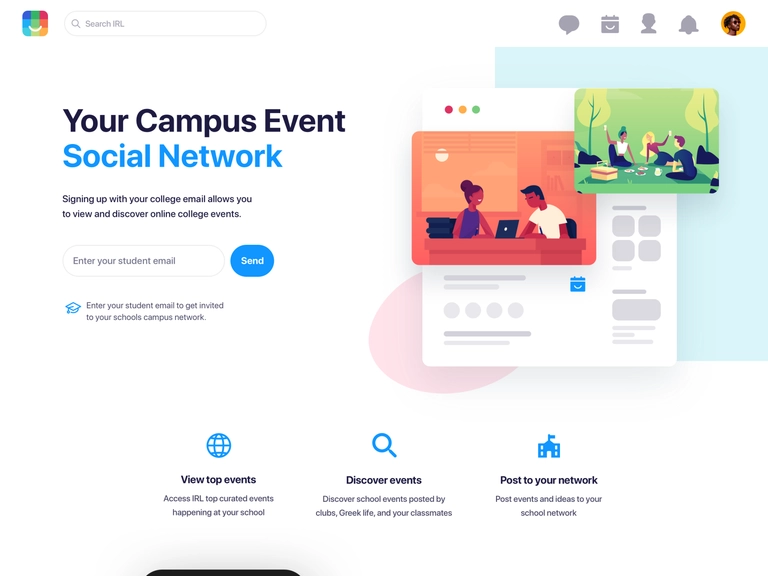 Search IRL
Your Campus Event
Social Network
Signing up with your college email allows you
to view and discover online college events.
Enter your student email
Send
Enter your student email to get invited
to your schools campus network.
View top events
Access IRL top curated events
happening at your school
Discover events
Discover school events posted by
clubs, Greek life, and your classmates
Post to your network
Post events and ideas to your
school network